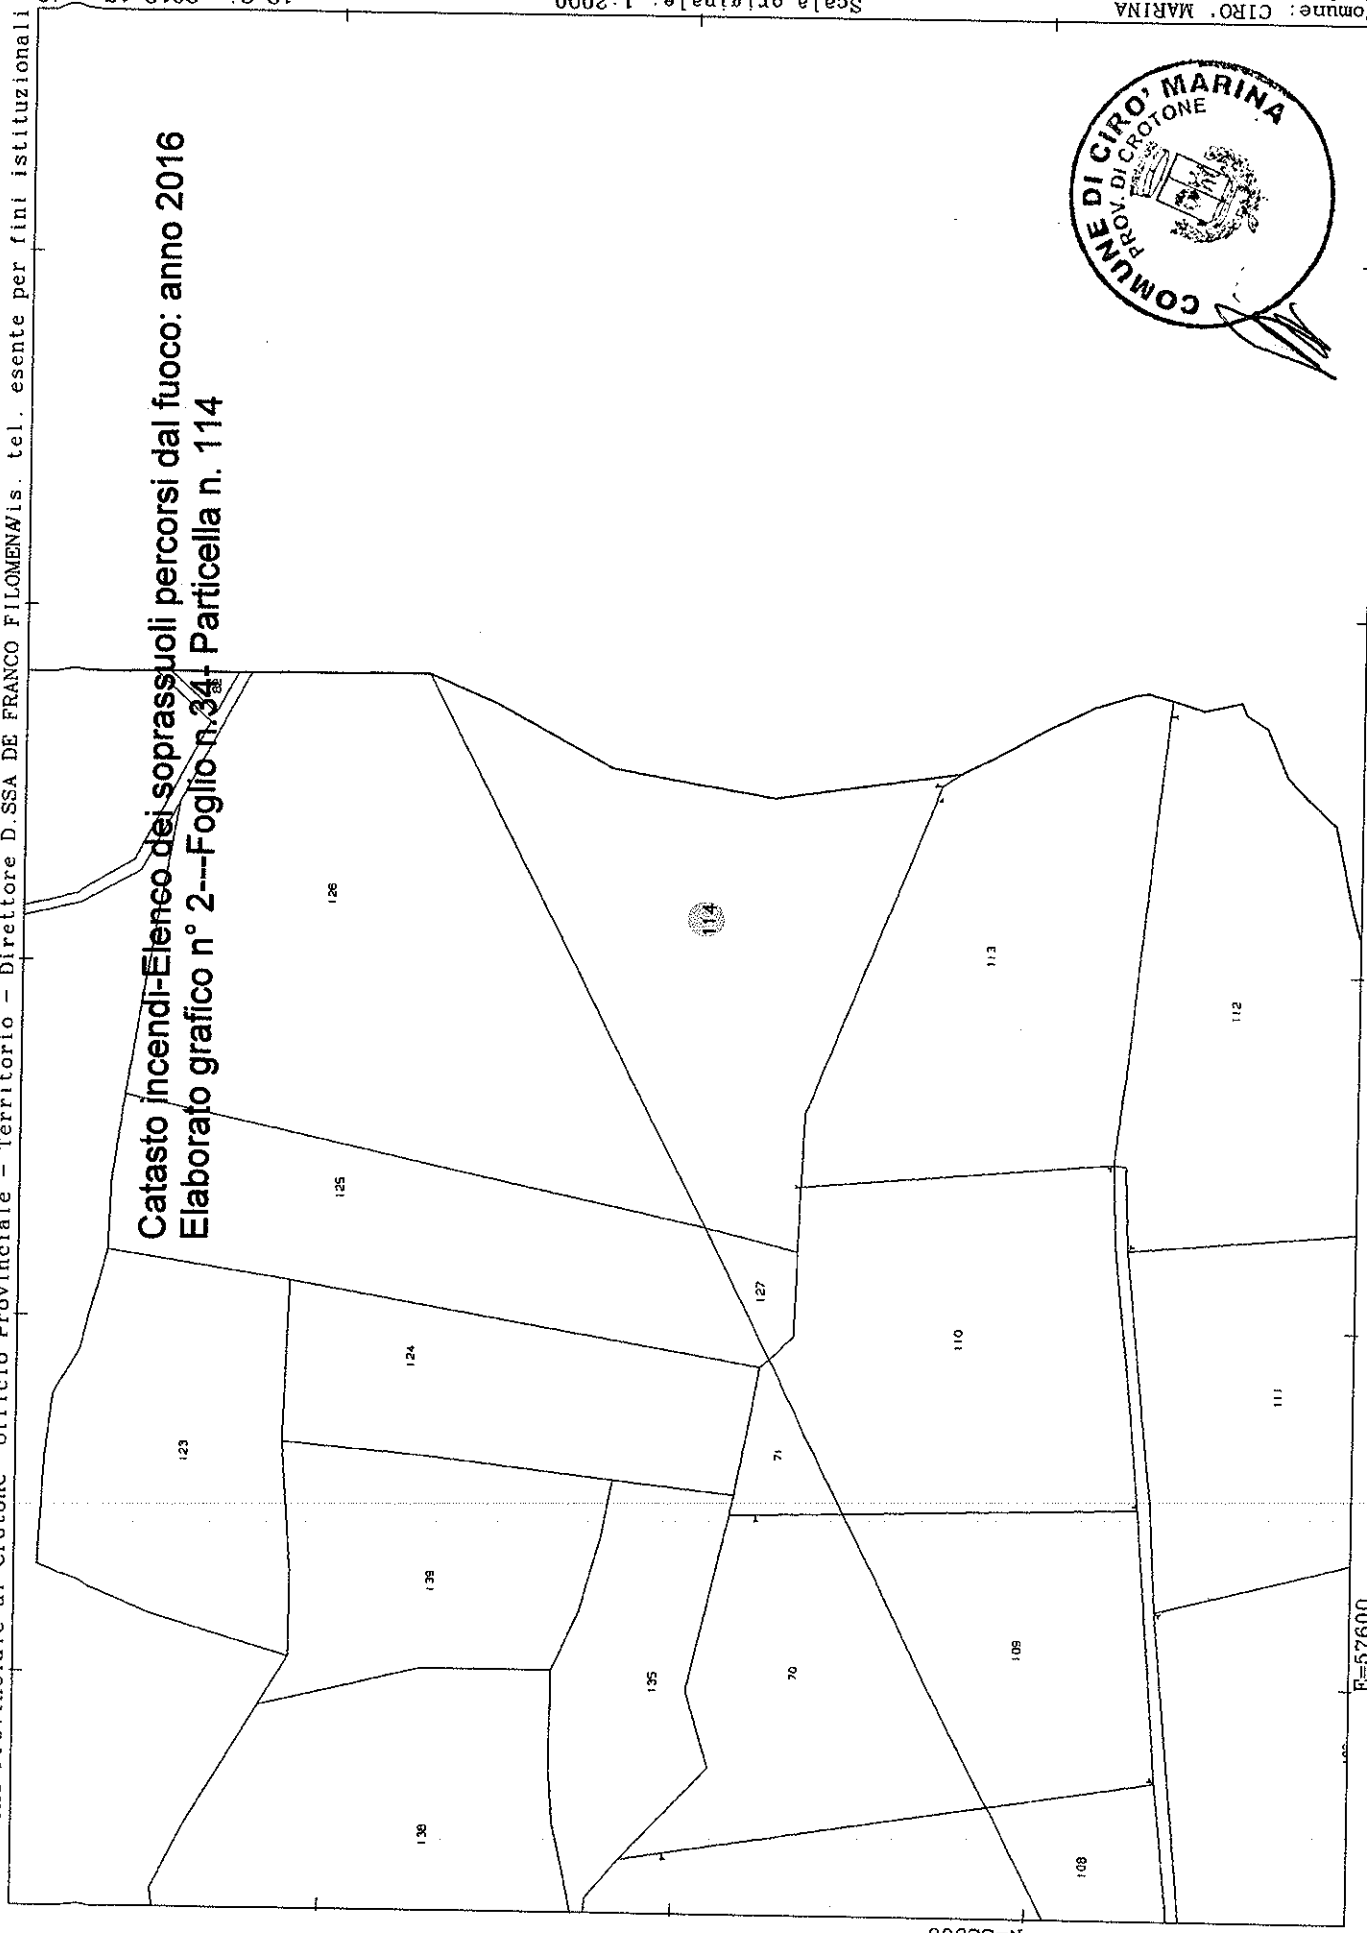 Direttore D.SSA DE FRANCO FILOMENA Vis. tel. esente per fini istituzionali
Catasto incendi-Elenco dei soprassuoli percorsi dal fuoco: anno 2016
Elaborato grafico n° 2---Foglio n.34- Particella n. 114
123
125
126
124
139
138
135
127
71
70
114
113
110
109
108
112
111
E=57600
COMUNE DI CIRO' MARINA
PROV. DI CROTONE
Scala originale: 1:2000
Comune: CIRO' MARINA